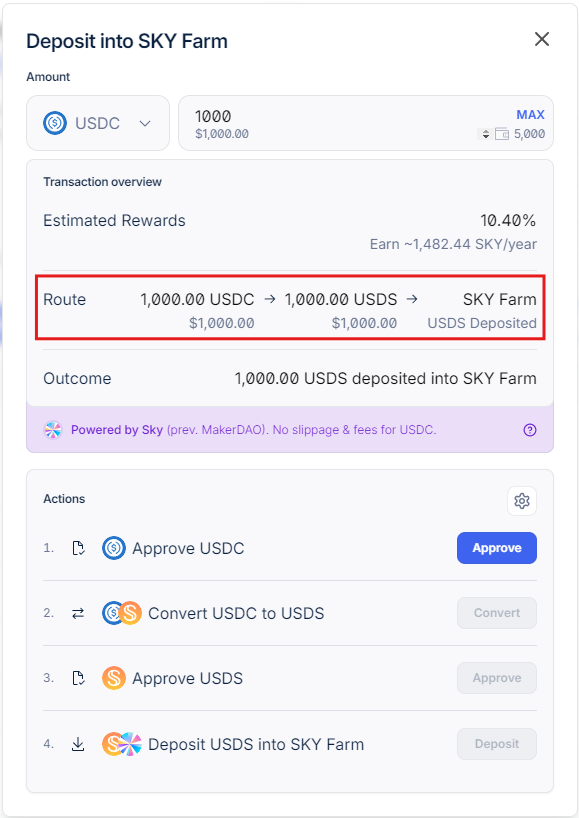 Deposit into SKY Farm
Amount
USDC
1000
MAX
$1,000.00
5,000
Transaction overview
Estimated Rewards
10.40%
Earn ~1,482.44 SKY/year
Route
1,000.00 USDC → 1,000.00 USDS → SKY Farm
$1,000.00 $1,000.00 USDS Deposited
Outcome
1,000.00 USDS deposited into SKY Farm
Powered by Sky (prev. MakerDAO). No slippage & fees for USDC.
Actions
1. Approve USDC Approve
2. Convert USDC to USDS Convert
3. Approve USDS Approve
4. Deposit USDS into SKY Farm Deposit